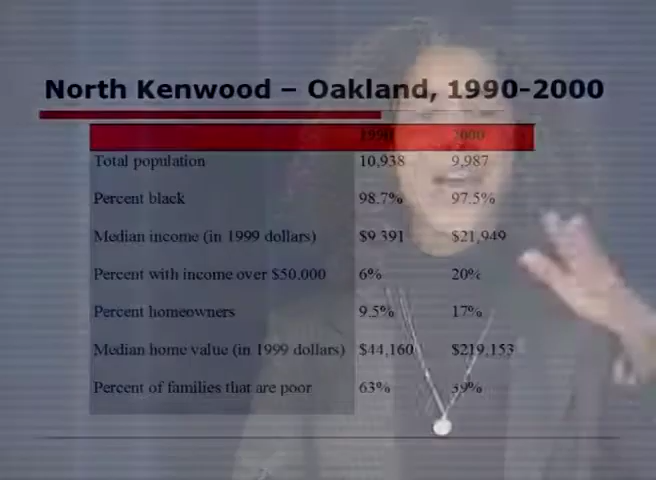 North Kenwood – Oakland, 1990-2000
1990 2000
Total population 10,938 9,987
Percent black 98.7% 97.5%
Median income (in 1999 dollars) $9 391 $21,949
Percent with income over $50.000 6% 20%
Percent homeowners 9.5% 17%
Median home value (in 1999 dollars) $44,160 $219,153
Percent of families that are poor 63% 39%